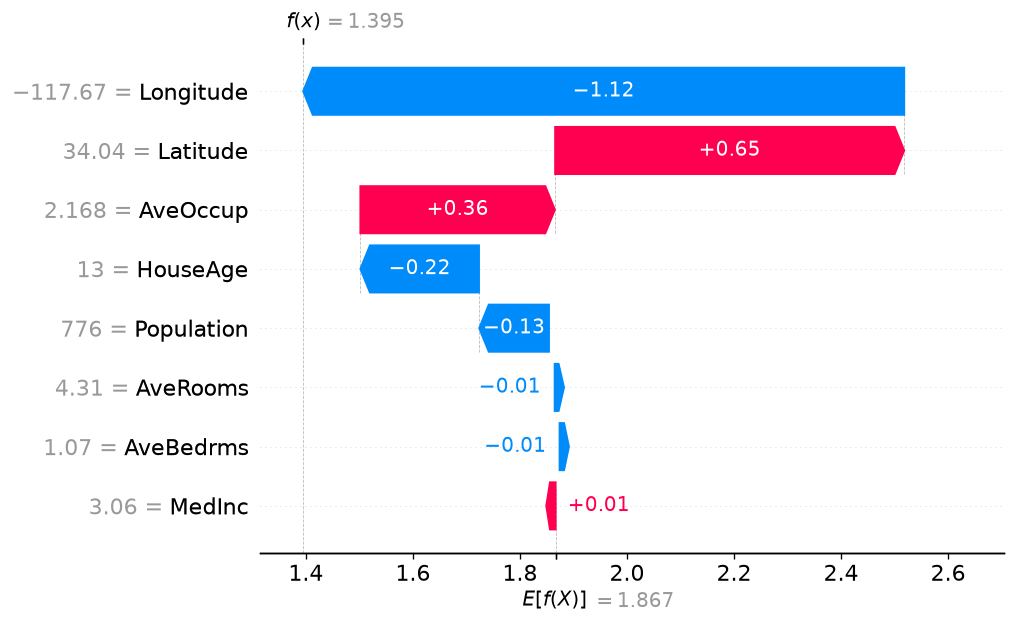 f(x) = 1.395
−117.67 = Longitude
−1.12
34.04 = Latitude
+0.65
2.168 = AveOccup
+0.36
13 = HouseAge
−0.22
776 = Population
−0.13
4.31 = AveRooms
−0.01
1.07 = AveBedrms
−0.01
3.06 = MedInc
+0.01
1.4 1.6 1.8 2.0 2.2 2.4 2.6
E[f(X)] = 1.867